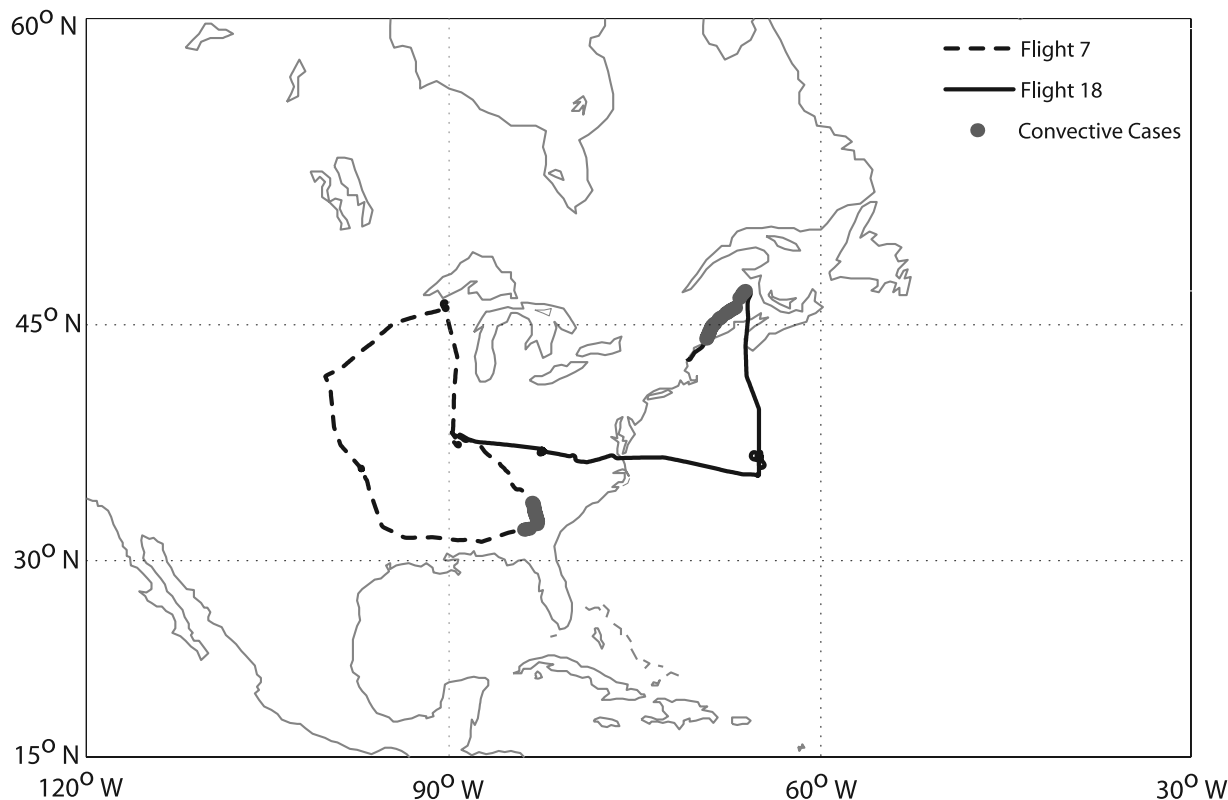 60° N
Flight 7
Flight 18
Convective Cases
45° N
30° N
15° N
120° W
90° W
60° W
30° W